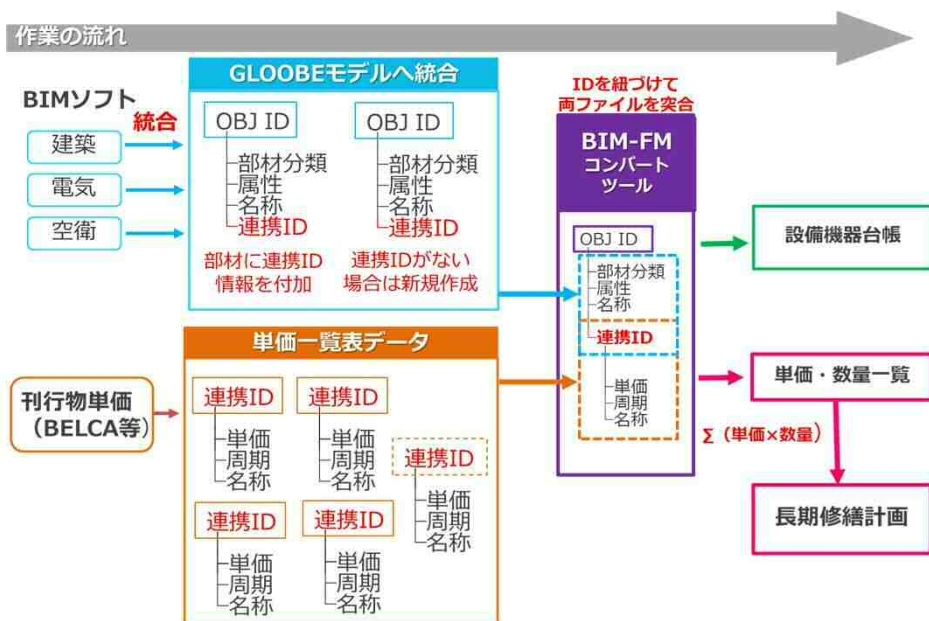 作業の流れ
BIMソフト
統合
建築
電気
空衛
GLOOBEモデルへ統合
OBJ ID
部材分類
属性
名称
連携ID
部材に連携ID
情報を付加
OBJ ID
部材分類
属性
名称
連携ID
連携IDがない
場合は新規作成
刊行物単価
（BELCA等）
単価一覧表データ
連携ID
単価
周期
名称
連携ID
単価
周期
名称
連携ID
単価
周期
名称
連携ID
単価
周期
名称
連携ID
単価
周期
名称
IDを紐づけて
両ファイルを突合
BIM-FM
コンバート
ツール
OBJ ID
部材分類
属性
名称
連携ID
単価
周期
名称
設備機器台帳
単価・数量一覧
Σ（単価×数量）
長期修繕計画